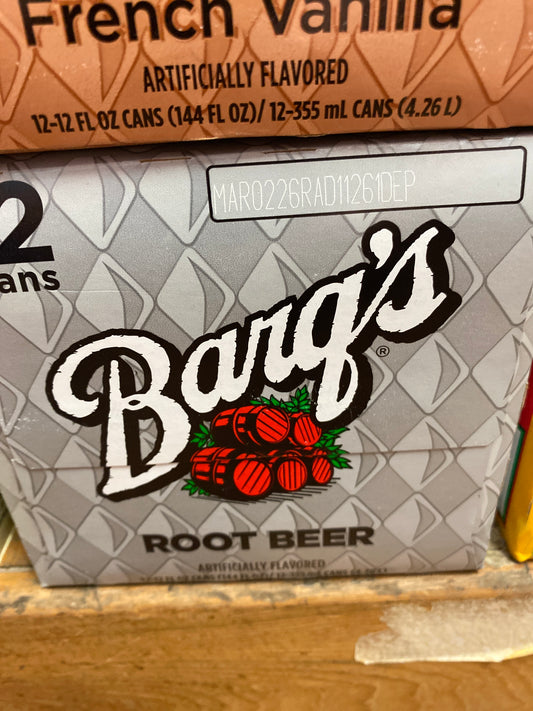 French Vanilla
ARTIFICIALLY FLAVORED
12-12 FL OZ CANS (144 FL OZ)/ 12-355 mL CANS (4.26 L)
MAR0226RAD11261DEP
2
ans
Barq's
®
ROOT BEER
ARTIFICIALLY FLAVORED